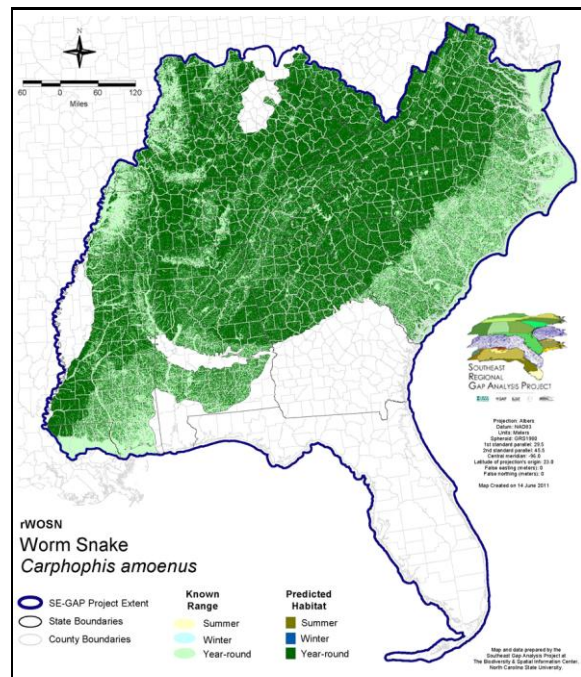 N
60 0 60 120
Miles
SOUTHEAST
REGIONAL
GAP ANALYSIS PROJECT
Projection: Albers
Datum: NAD83
Units: Meters
Spheroid: GRS1980
1st standard parallel: 29.5
2nd standard parallel: 45.5
Central meridian: -96.0
Latitude of projection's origin: 23.0
False easting (meters): 0
False northing (meters): 0
Map Created on 14 June 2011
rWOSN
Worm Snake
Carphophis amoenus
SE-GAP Project Extent
State Boundaries
County Boundaries
Known
Range
Summer
Winter
Year-round
Predicted
Habitat
Summer
Winter
Year-round
Map and data prepared by the
Southeast Gap Analysis Project at
The Biodiversity & Spatial Information Center,
North Carolina State University.